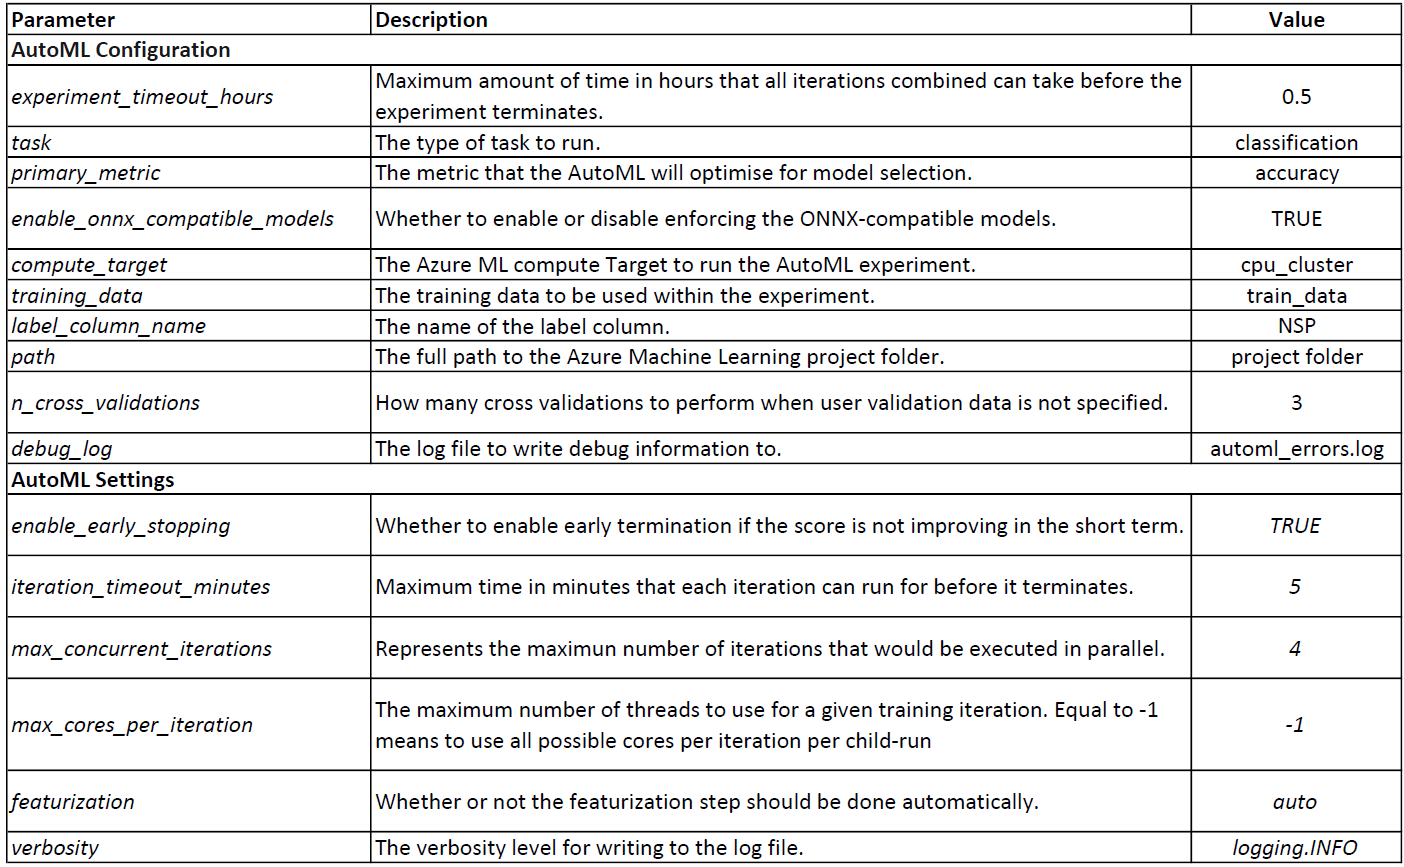 Parameter Description Value
AutoML Configuration
experiment_timeout_hours Maximum amount of time in hours that all iterations combined can take before the experiment terminates. 0.5
task The type of task to run. classification
primary_metric The metric that the AutoML will optimise for model selection. accuracy
enable_onnx_compatible_models Whether to enable or disable enforcing the ONNX-compatible models. TRUE
compute_target The Azure ML compute Target to run the AutoML experiment. cpu_cluster
training_data The training data to be used within the experiment. train_data
label_column_name The name of the label column. NSP
path The full path to the Azure Machine Learning project folder. project folder
n_cross_validations How many cross validations to perform when user validation data is not specified. 3
debug_log The log file to write debug information to. automl_errors.log
AutoML Settings
enable_early_stopping Whether to enable early termination if the score is not improving in the short term. TRUE
iteration_timeout_minutes Maximum time in minutes that each iteration can run for before it terminates. 5
max_concurrent_iterations Represents the maximun number of iterations that would be executed in parallel. 4
max_cores_per_iteration The maximum number of threads to use for a given training iteration. Equal to -1 means to use all possible cores per iteration per child-run -1
featurization Whether or not the featurization step should be done automatically. auto
verbosity The verbosity level for writing to the log file. logging.INFO